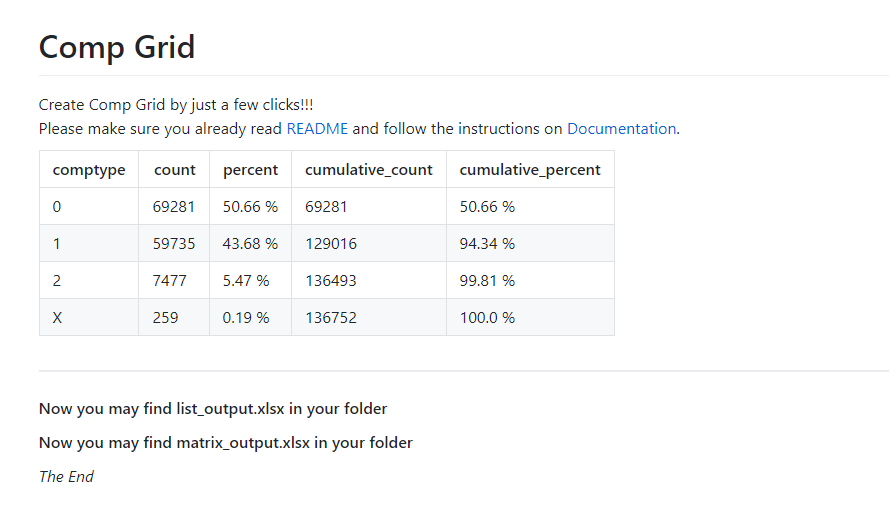 Comp Grid
Create Comp Grid by just a few clicks!!!
Please make sure you already read README and follow the instructions on Documentation.
comptype count percent cumulative_count cumulative_percent
0 69281 50.66 % 69281 50.66 %
1 59735 43.68 % 129016 94.34 %
2 7477 5.47 % 136493 99.81 %
X 259 0.19 % 136752 100.0 %
Now you may find list_output.xlsx in your folder
Now you may find matrix_output.xlsx in your folder
The End